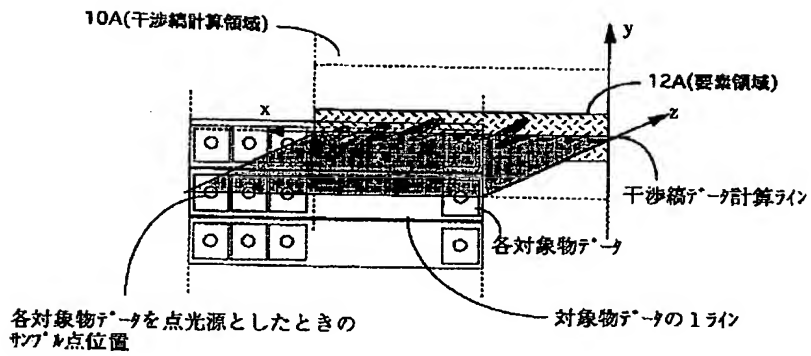 10A(干渉縞計算領域)
y
12A(要素領域)
x
z
干渉縞データ計算ライン
各対象物データ
各対象物データを点光源としたときの
サンプル点位置
対象物データの1ライン